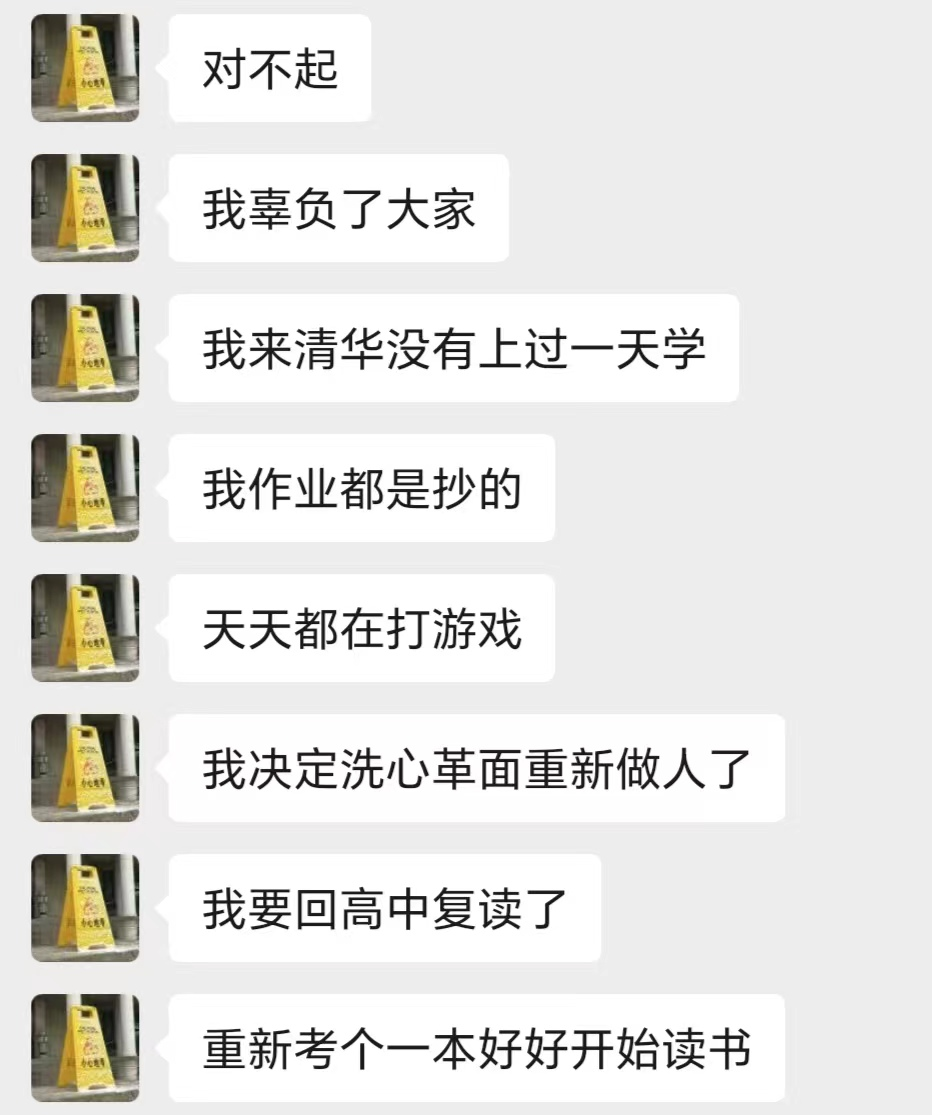 对不起
我辜负了大家
我来清华没有上过一天学
我作业都是抄的
天天都在打游戏
我决定洗心革面重新做人了
我要回高中复读了
重新考个一本好好开始读书